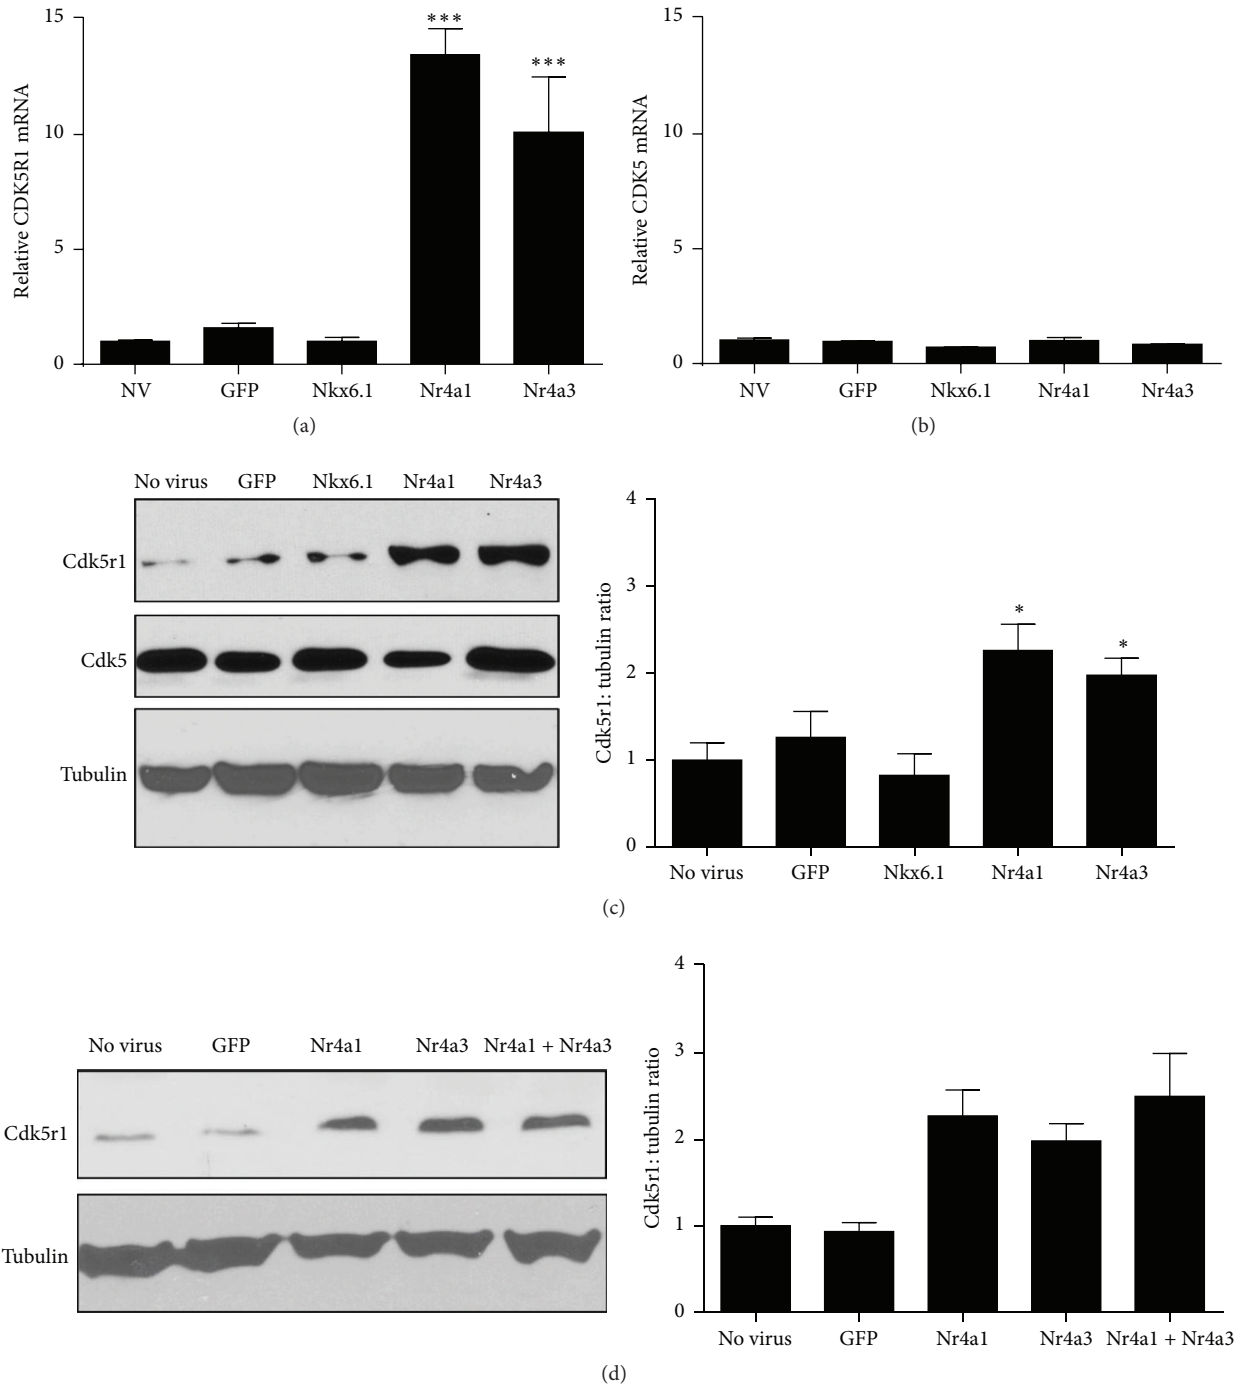 15
10
5
0
Relative CDK5R1 mRNA
***
***
NV GFP Nkx6.1 Nr4a1 Nr4a3
(a)
15
10
5
0
Relative CDK5 mRNA
NV GFP Nkx6.1 Nr4a1 Nr4a3
(b)
No virus GFP Nkx6.1 Nr4a1 Nr4a3
Cdk5r1
Cdk5
Tubulin
4
3
2
1
0
Cdk5r1: tubulin ratio
*
*
No virus GFP Nkx6.1 Nr4a1 Nr4a3
(c)
No virus GFP Nr4a1 Nr4a3 Nr4a1 + Nr4a3
Cdk5r1
Tubulin
4
3
2
1
0
Cdk5r1: tubulin ratio
No virus GFP Nr4a1 Nr4a3 Nr4a1 + Nr4a3
(d)